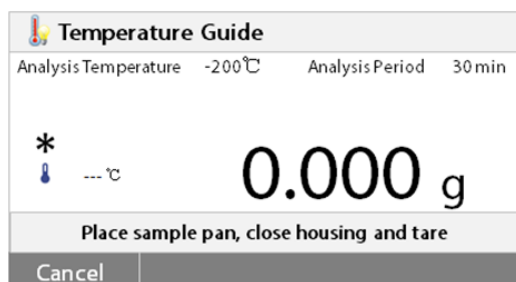 Temperature Guide
Analysis Temperature -200℃ Analysis Period 30 min
*
--- ℃
0.000 g
Place sample pan, close housing and tare
Cancel